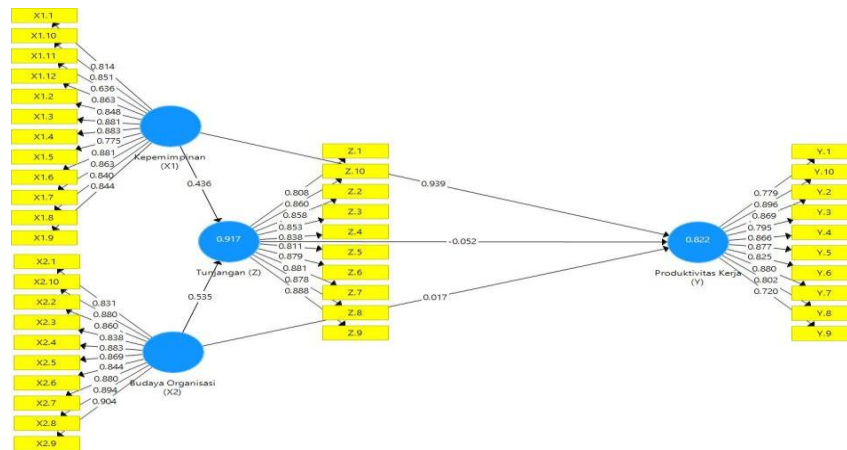 X1.1
X1.10
X1.11
X1.12
X1.2
X1.3
X1.4
X1.5
X1.6
X1.7
X1.8
X1.9
0.814
0.851
0.636
0.863
0.848
0.881
0.883
0.775
0.881
0.863
0.840
0.844
Kepemimpinan
(X1)
0.436
X2.1
X2.10
X2.2
X2.3
X2.4
X2.5
X2.6
X2.7
X2.8
X2.9
0.831
0.880
0.860
0.838
0.883
0.869
0.844
0.880
0.894
0.904
Budaya Organisasi
(X2)
0.535
0.917
Tunjangan (Z)
0.808
0.860
0.858
0.853
0.838
0.811
0.879
0.881
0.878
0.888
Z.1
Z.10
Z.2
Z.3
Z.4
Z.5
Z.6
Z.7
Z.8
Z.9
0.939
-0.052
0.017
0.822
Produktivitas Kerja
(Y)
0.779
0.896
0.869
0.795
0.866
0.877
0.825
0.880
0.802
0.720
Y.1
Y.10
Y.2
Y.3
Y.4
Y.5
Y.6
Y.7
Y.8
Y.9